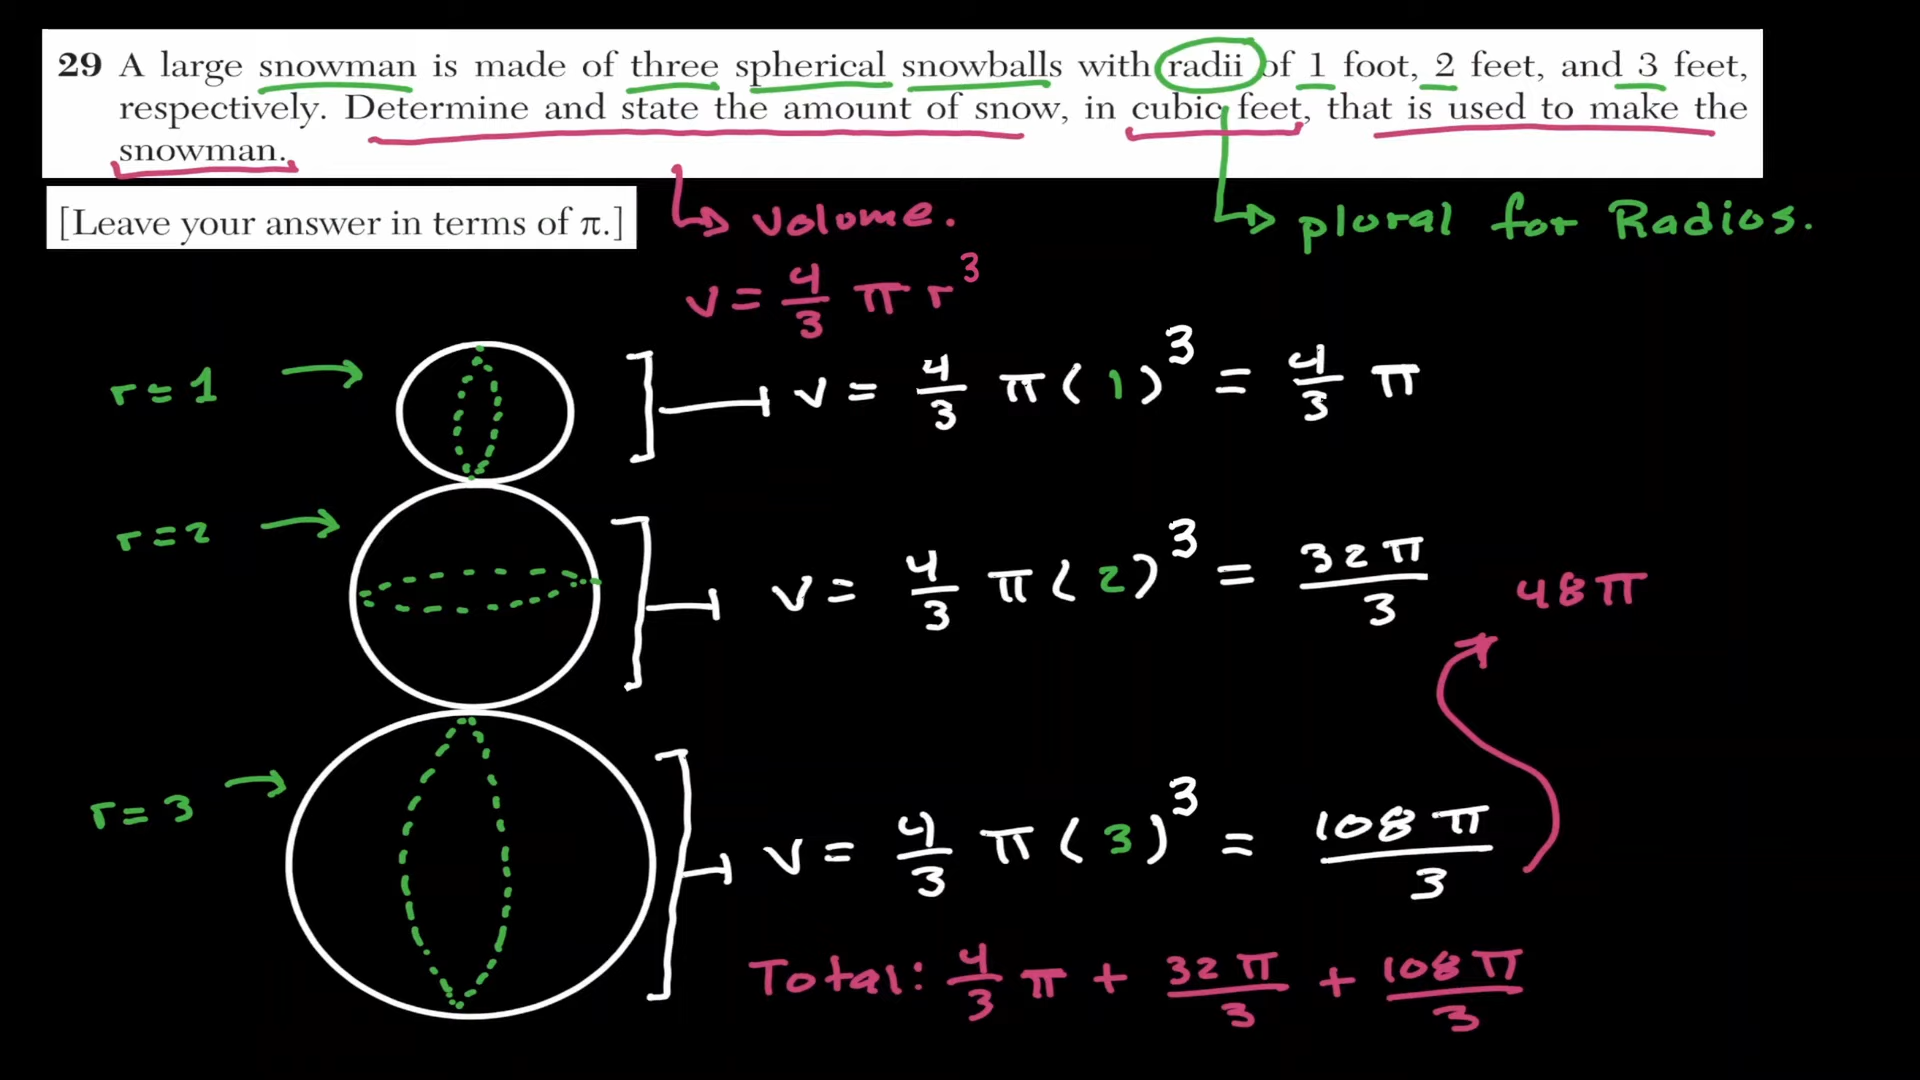 29 A large snowman is made of three spherical snowballs with radii of 1 foot, 2 feet, and 3 feet,
respectively. Determine and state the amount of snow, in cubic feet, that is used to make the
snowman.
[Leave your answer in terms of π.]
Volome.
ploral for Radios.
v = 4/3 π r³
r = 1
v = 4/3 π (1)³ = 4/3 π
r = 2
v = 4/3 π (2)³ = 32π/3
48π
r = 3
v = 4/3 π (3)³ = 108π/3
Total: 4/3 π + 32π/3 + 108π/3